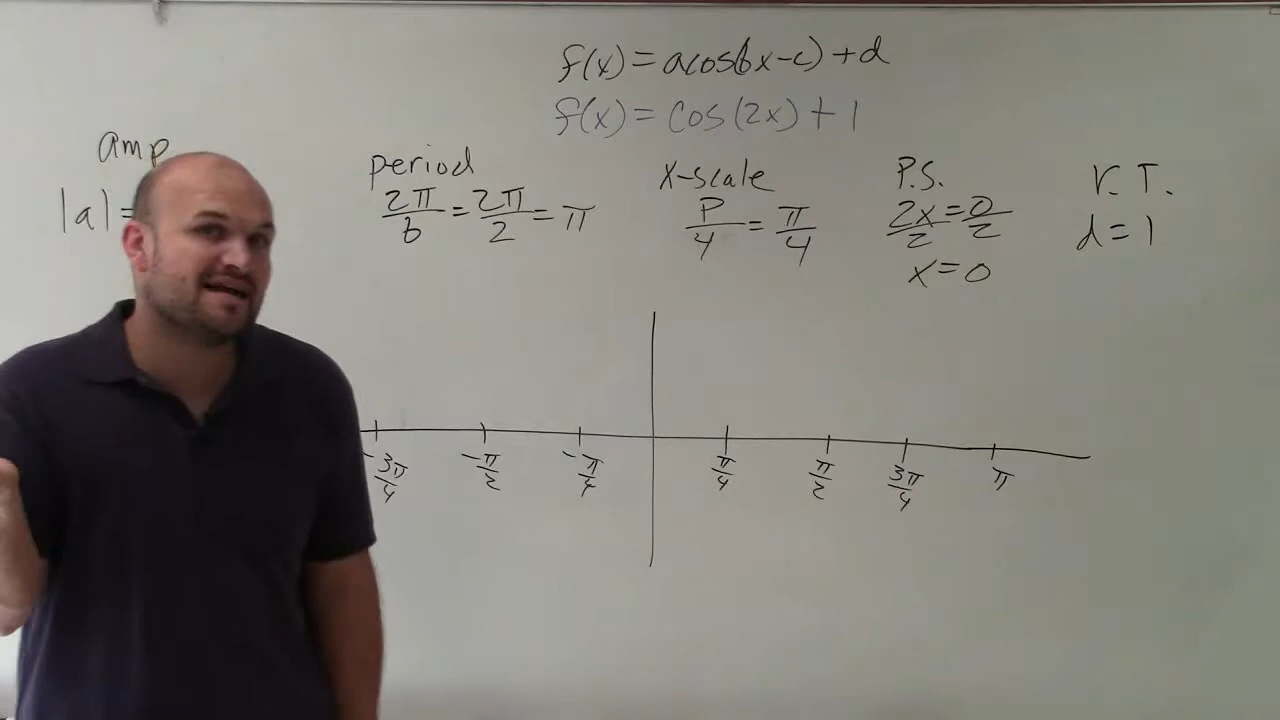 f(x) = acos(bx-c) + d
f(x) = cos(2x) + 1
amp
|a| =
period
2π/b = 2π/2 = π
x-scale
P/4 = π/4
P.S.
2x/2 = 0/2
x = 0
V.T.
d = 1
-3π/4 -π/2 -π/4 π/4 π/2 3π/4 π